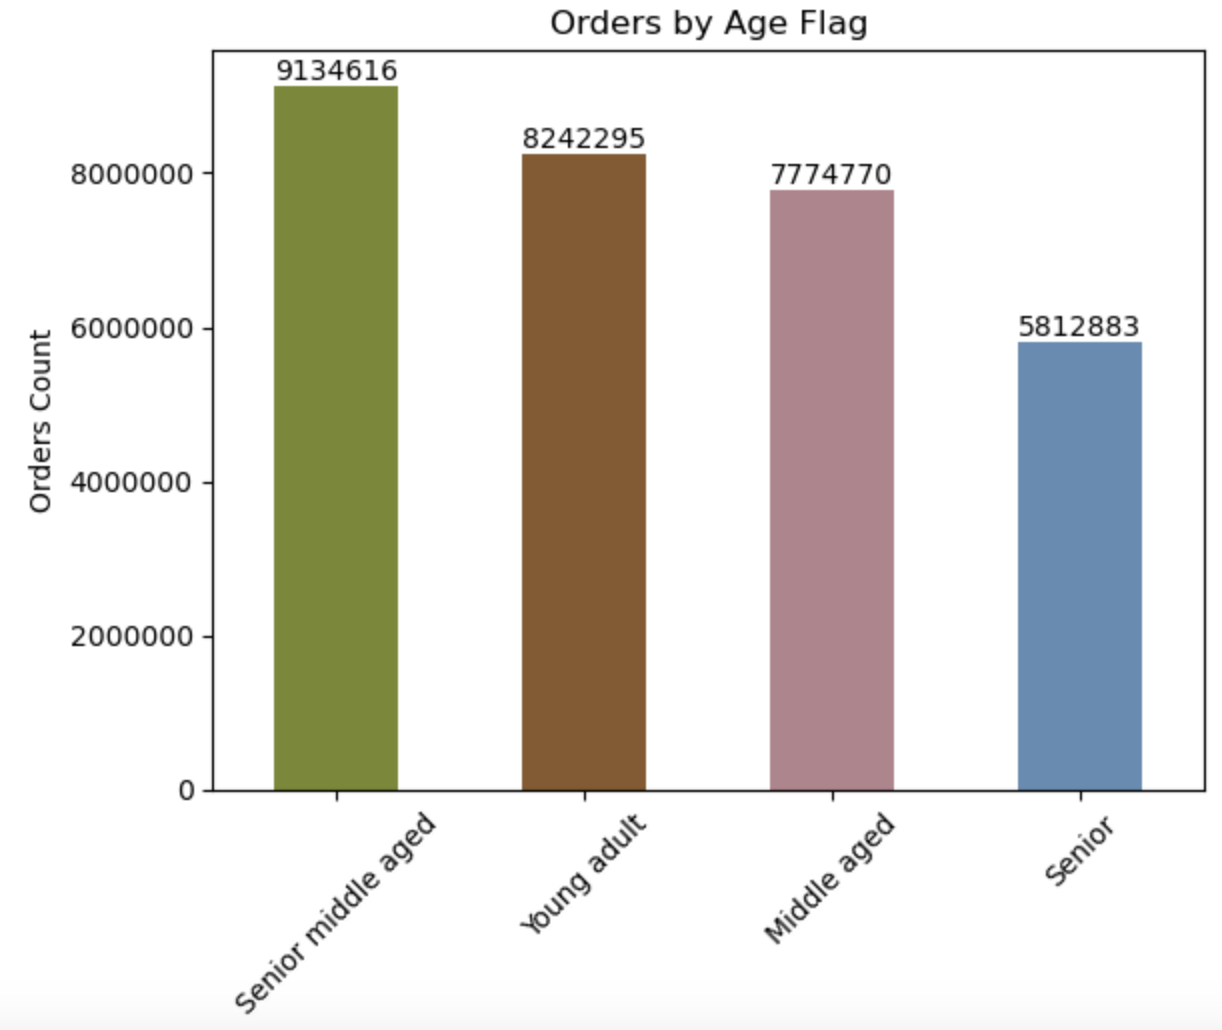 Orders by Age Flag
9134616
8242295
7774770
5812883
8000000
6000000
4000000
2000000
0
Orders Count
Senior middle aged
Young adult
Middle aged
Senior